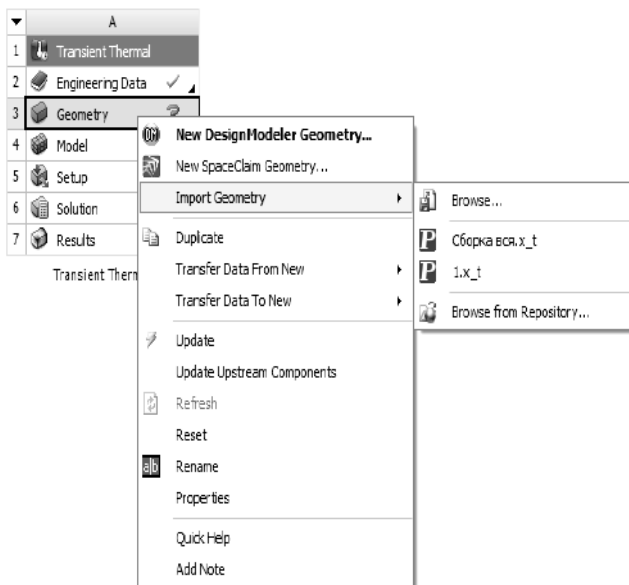 A
1 Transient Thermal
2 Engineering Data
3 Geometry
4 Model
5 Setup
6 Solution
7 Results
Transient Therm
New DesignModeler Geometry...
New SpaceClaim Geometry...
Import Geometry
Duplicate
Transfer Data From New
Transfer Data To New
Update
Update Upstream Components
Refresh
Reset
a|b Rename
Properties
Quick Help
Add Note
Browse...
P Сборка вся.x_t
P 1.x_t
Browse from Repository...